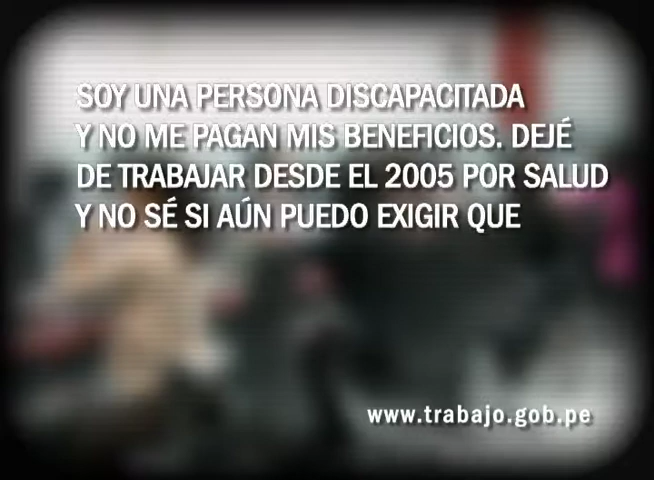 SOY UNA PERSONA DISCAPACITADA
Y NO ME PAGAN MIS BENEFICIOS. DEJÉ
DE TRABAJAR DESDE EL 2005 POR SALUD
Y NO SÉ SI AÚN PUEDO EXIGIR QUE
www.trabajo.gob.pe